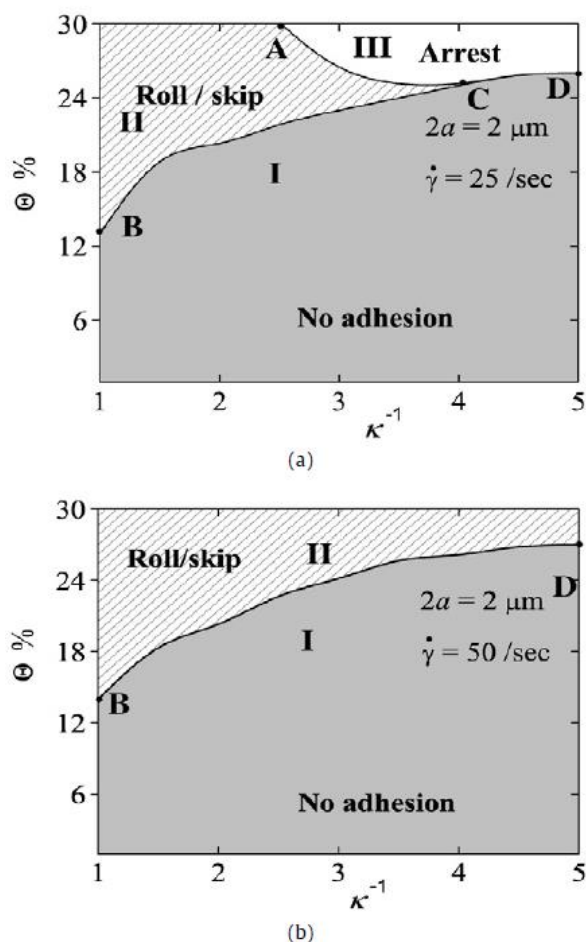 30
A
III
Arrest
24
Roll / skip
C
D
II
2a = 2 μm
Θ %
18
I
γ̇ = 25 /sec
B
12
No adhesion
6
1
2
3
4
5
κ⁻¹
(a)
30
Roll/skip
II
24
D
2a = 2 μm
Θ %
18
I
γ̇ = 50 /sec
B
12
6
No adhesion
1
2
3
4
5
κ⁻¹
(b)